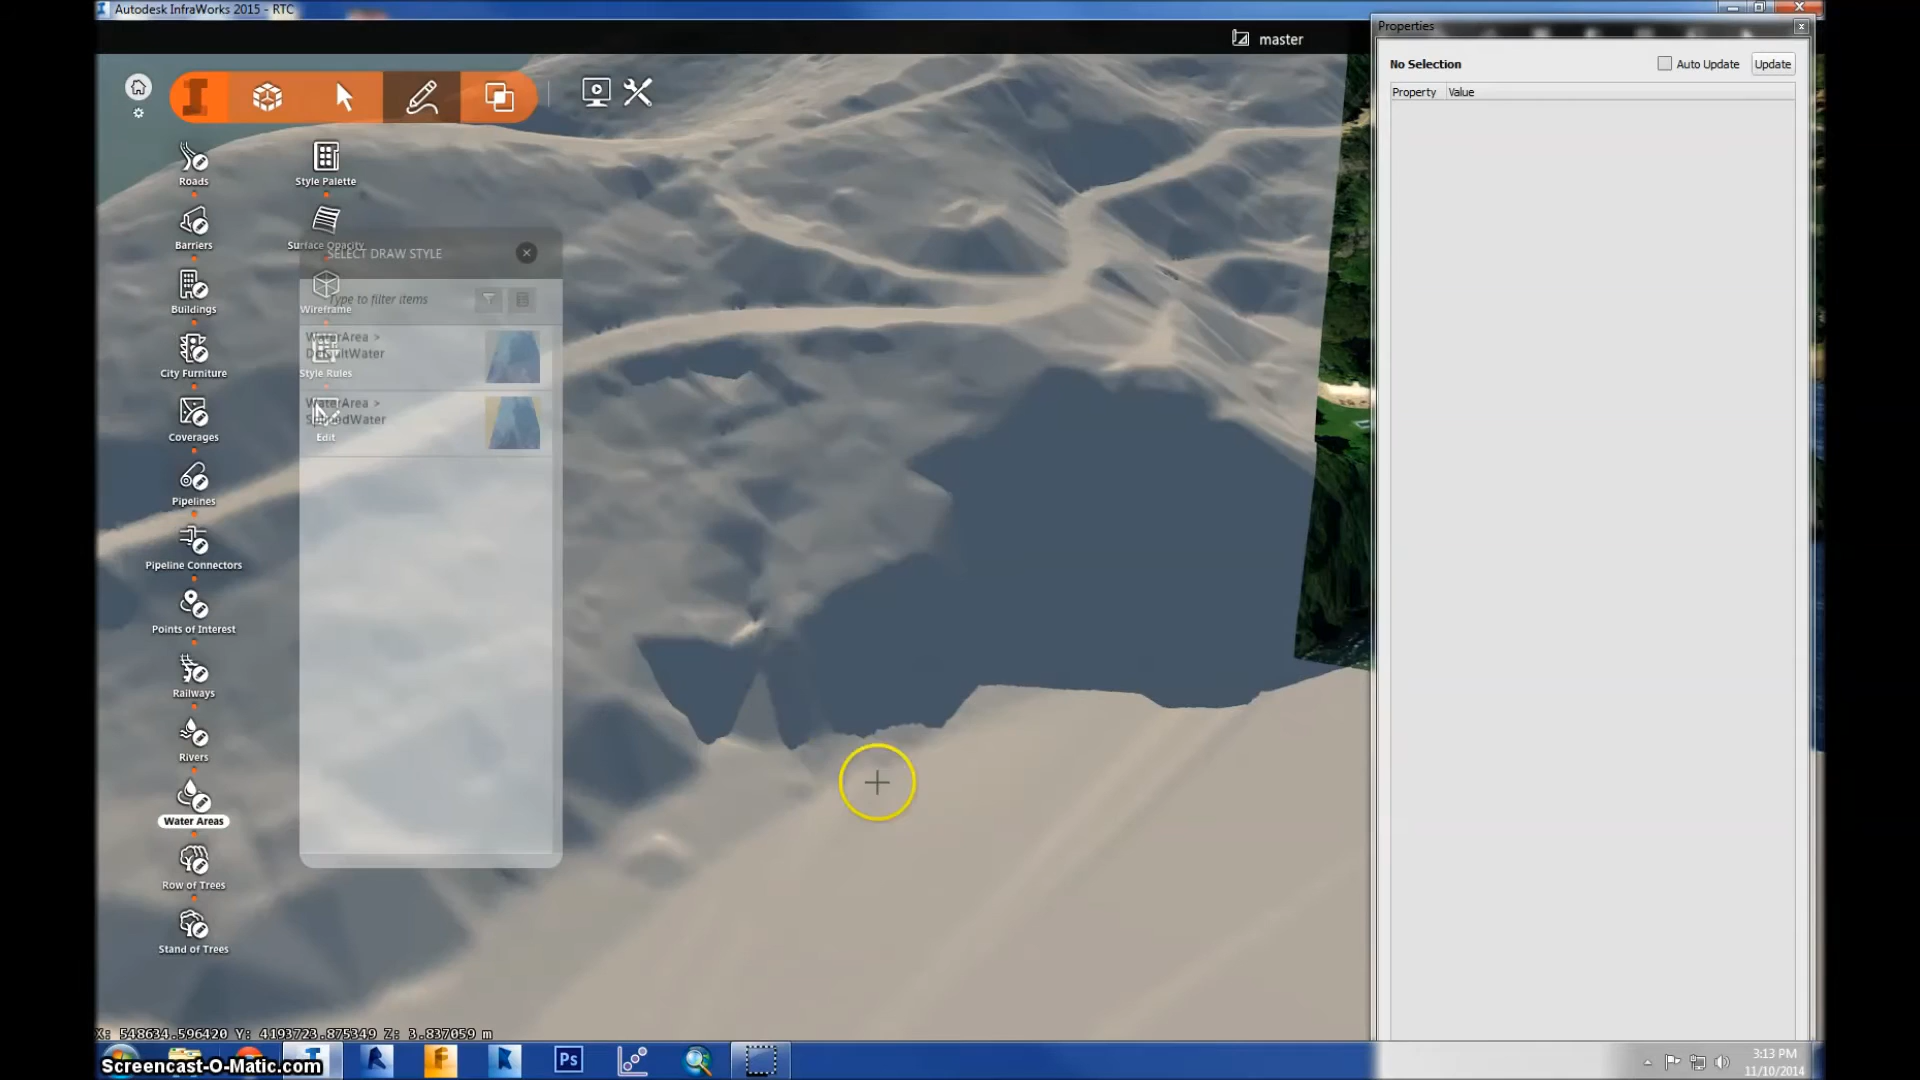 Autodesk InfraWorks 2015 - RTC
master
Properties
No Selection
Auto Update
Update
Property
Value
Roads
Style Palette
Barriers
Surface Opacity
SELECT DRAW STYLE
Buildings
Wireframe
Type to filter items
WaterArea >
DefaultWater
City Furniture
Style Rules
WaterArea >
Coverages
Edit
Pipelines
Pipeline Connectors
Points of Interest
Railways
Rivers
Water Areas
Row of Trees
Stand of Trees
X: 548634.596420 Y: 4193723.875349 Z: 3.837059 m
Ps
Screencast-O-Matic.com
3:13 PM
11/10/2014